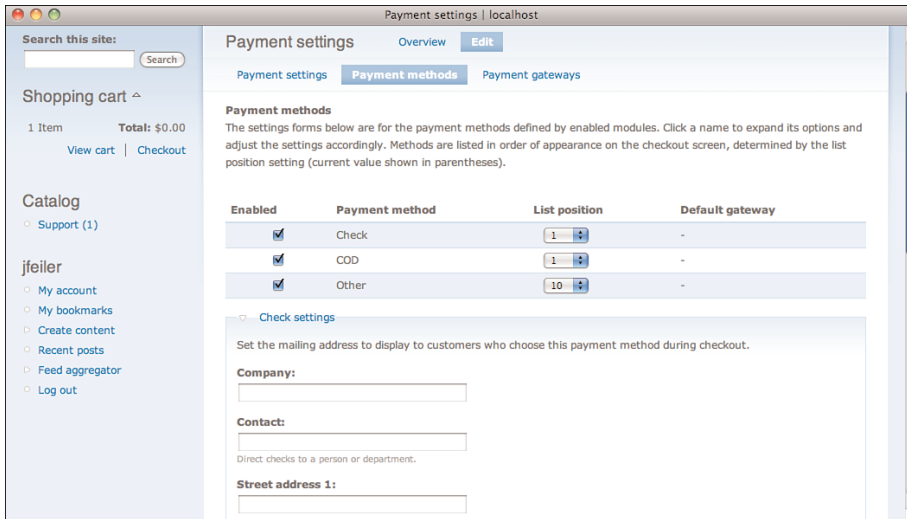 Payment settings | localhost
Search this site:
Search
Shopping cart
1 Item Total: $0.00
View cart | Checkout
Catalog
Support (1)
jfeiler
My account
My bookmarks
Create content
Recent posts
Feed aggregator
Log out
Payment settings Overview Edit
Payment settings Payment methods Payment gateways
Payment methods
The settings forms below are for the payment methods defined by enabled modules. Click a name to expand its options and
adjust the settings accordingly. Methods are listed in order of appearance on the checkout screen, determined by the list
position setting (current value shown in parentheses).
Enabled Payment method List position Default gateway
Check 1 -
COD 1 -
Other 10 -
Check settings
Set the mailing address to display to customers who choose this payment method during checkout.
Company:
Contact:
Direct checks to a person or department.
Street address 1: